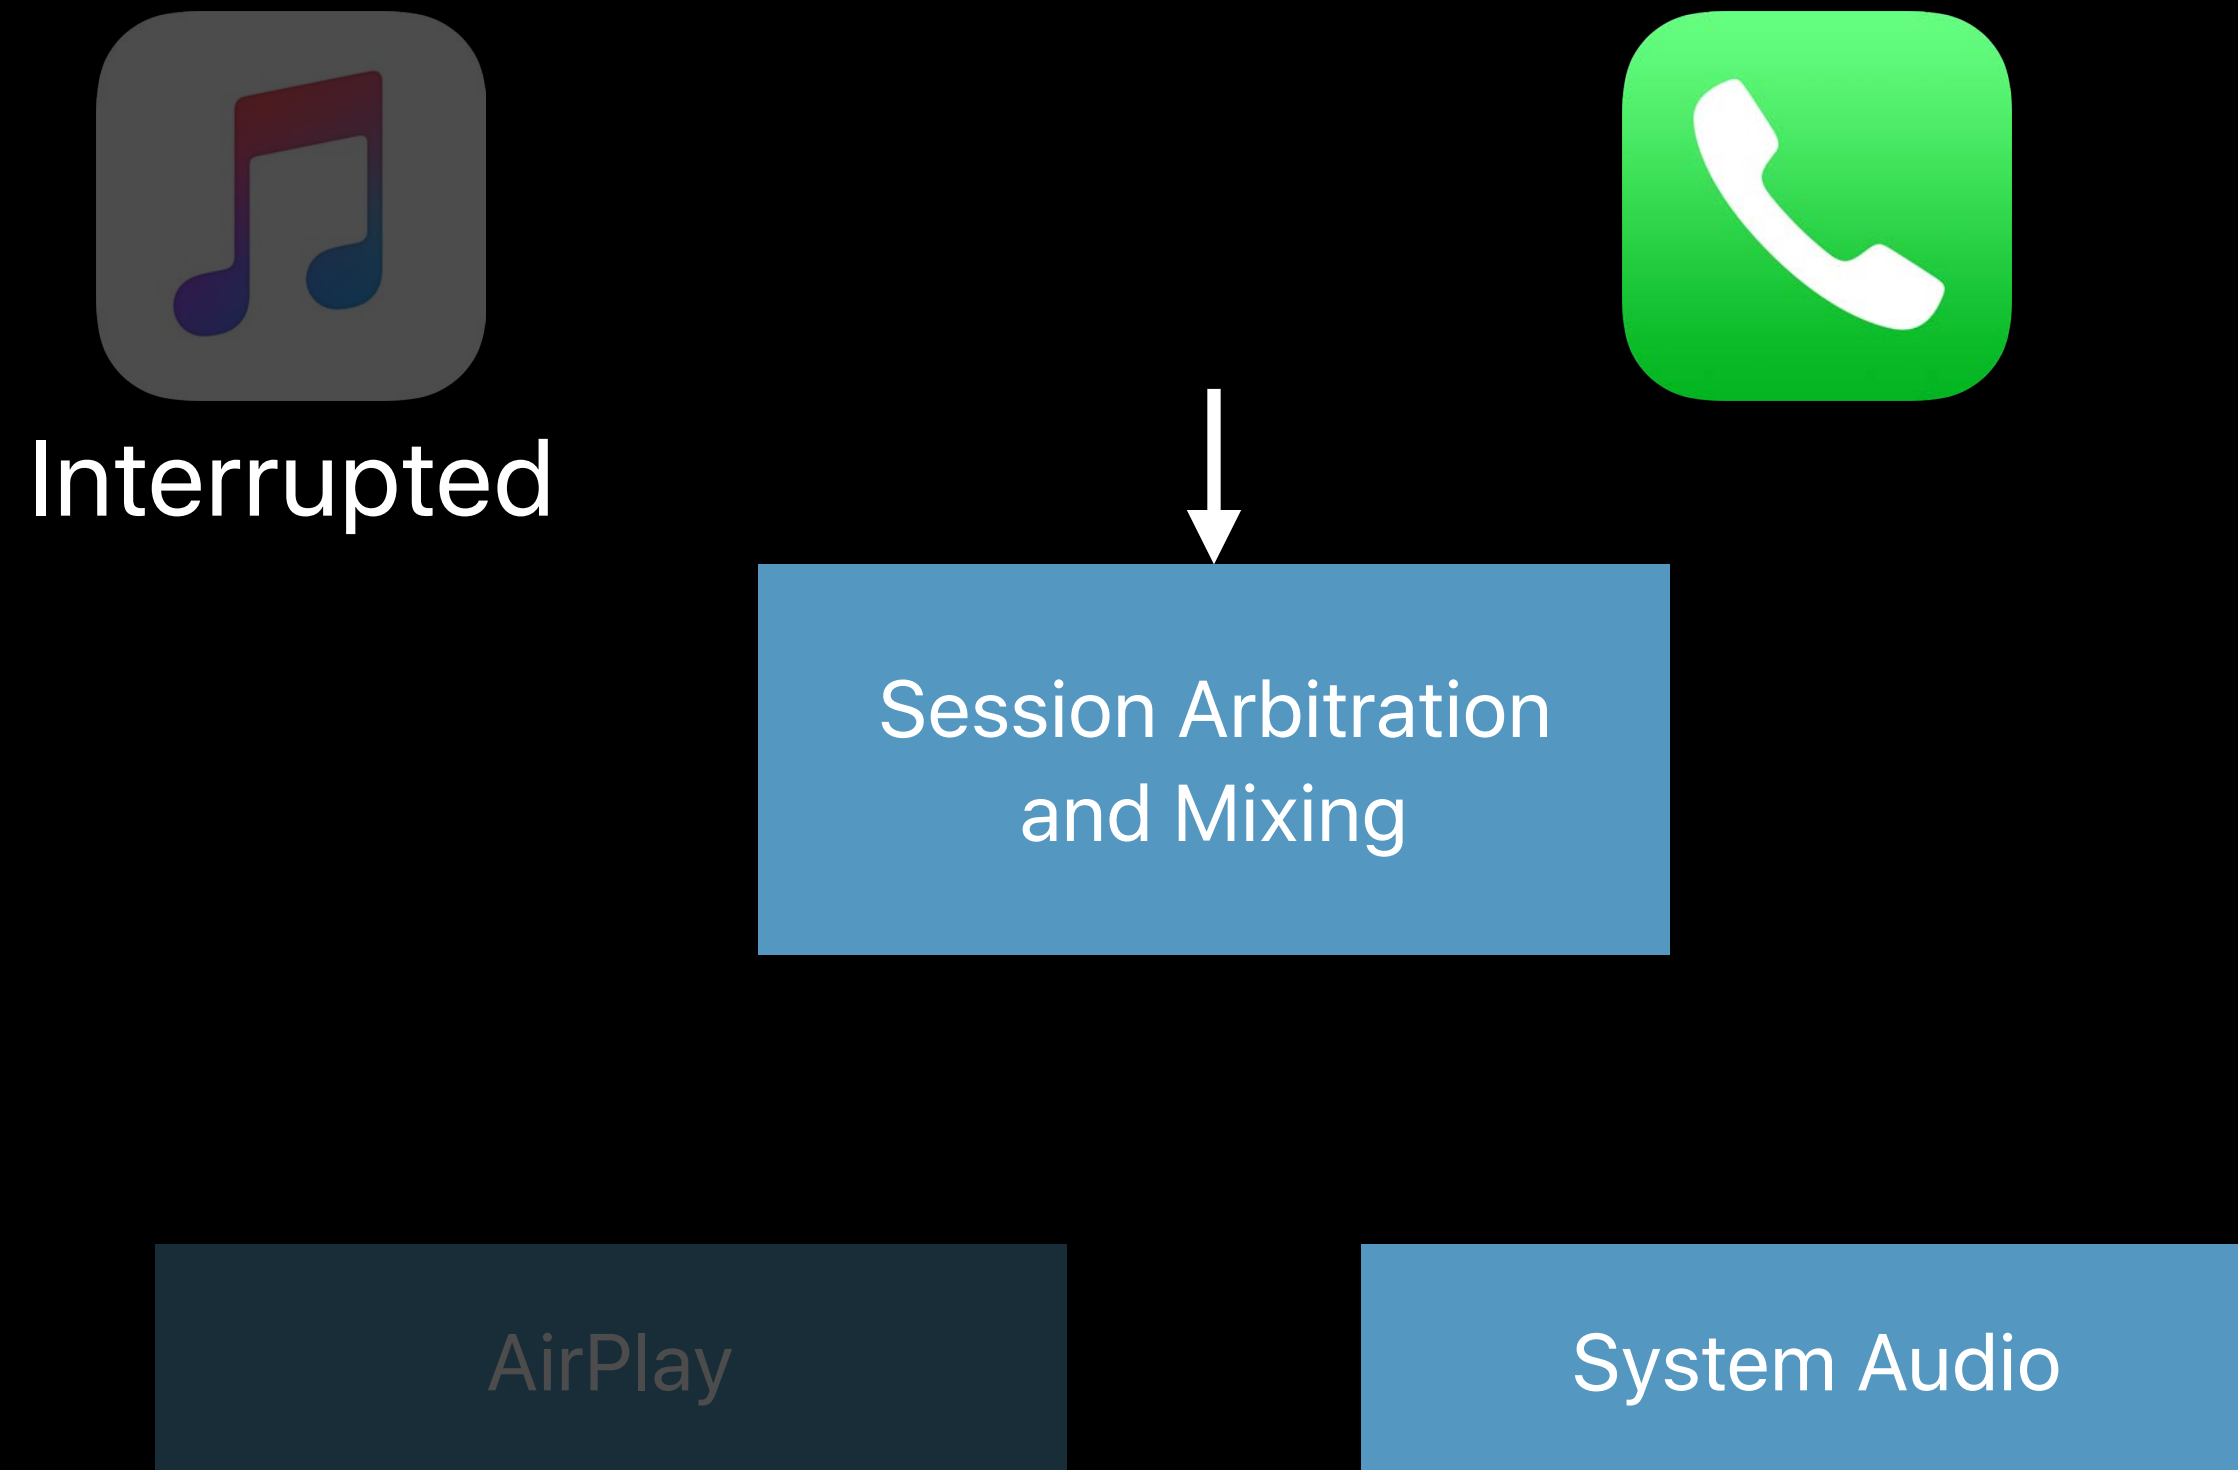 Interrupted
Session Arbitration
and Mixing
AirPlay
System Audio